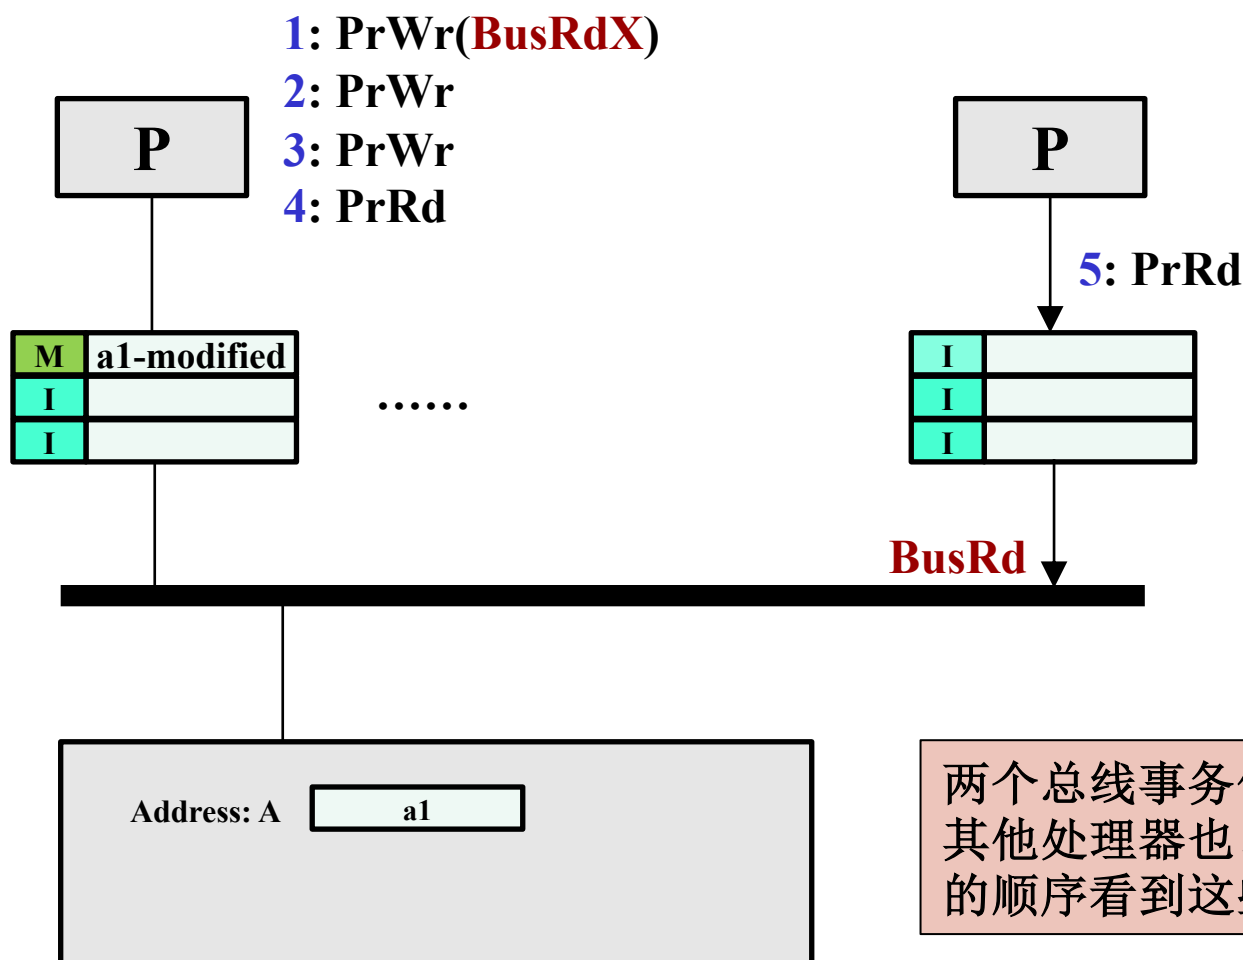 1: PrWr(BusRdX)
2: PrWr
3: PrWr
4: PrRd
P
P
5: PrRd
M a1-modified
I
I
……
I
I
I
BusRd
Address: A a1
两个总线事务
其他处理器也
的顺序看到这